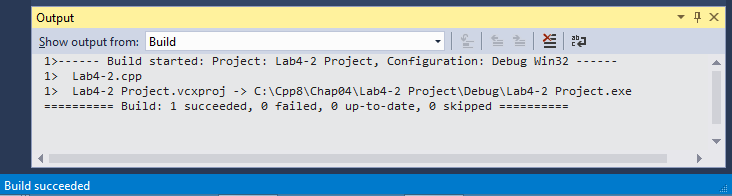 Output
Show output from: Build
1>------ Build started: Project: Lab4-2 Project, Configuration: Debug Win32 ------
1>  Lab4-2.cpp
1>  Lab4-2 Project.vcxproj -> C:\Cpp8\Chap04\Lab4-2 Project\Debug\Lab4-2 Project.exe
========== Build: 1 succeeded, 0 failed, 0 up-to-date, 0 skipped ==========
Build succeeded